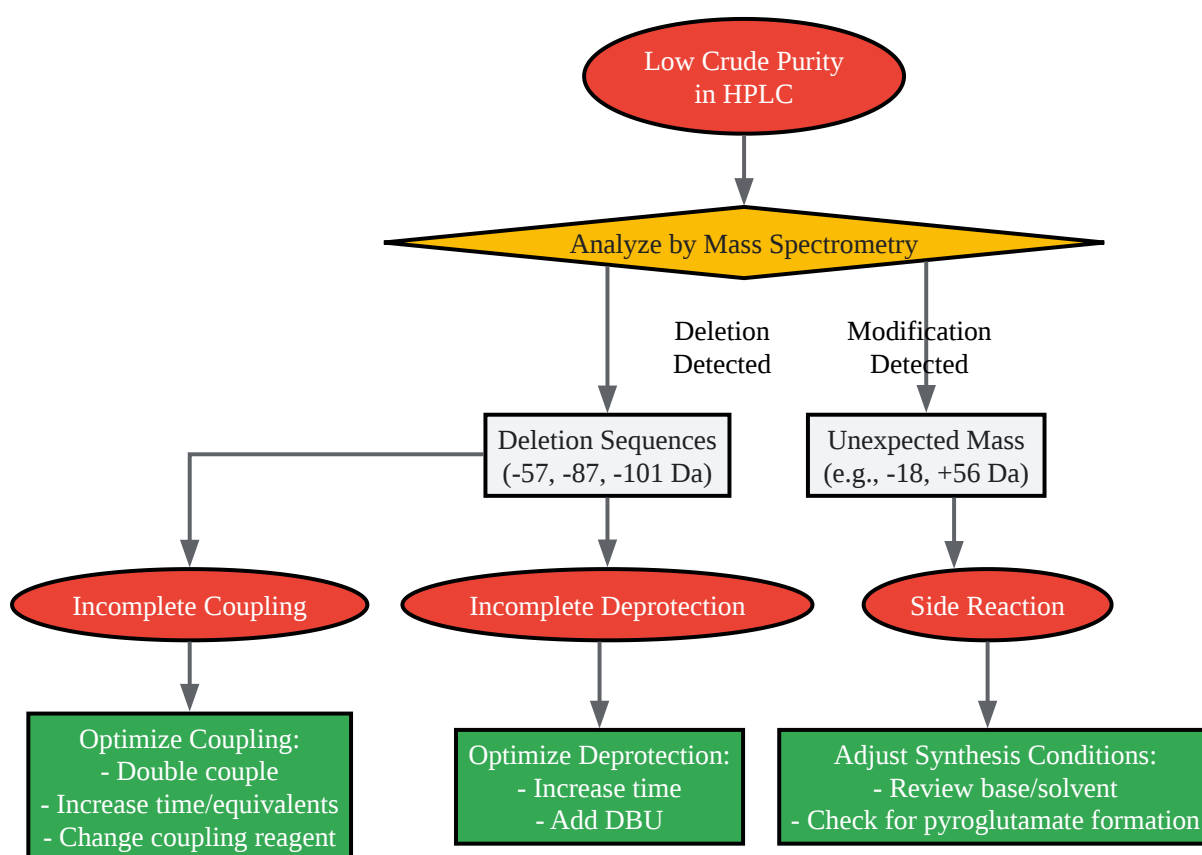 Low Crude Purity
in HPLC
Analyze by Mass Spectrometry
Deletion
Detected
Modification
Detected
Deletion Sequences
(-57, -87, -101 Da)
Unexpected Mass
(e.g., -18, +56 Da)
Incomplete Coupling
Incomplete Deprotection
Side Reaction
Optimize Coupling:
- Double couple
- Increase time/equivalents
- Change coupling reagent
Optimize Deprotection:
- Increase time
- Add DBU
Adjust Synthesis Conditions:
- Review base/solvent
- Check for pyroglutamate formation